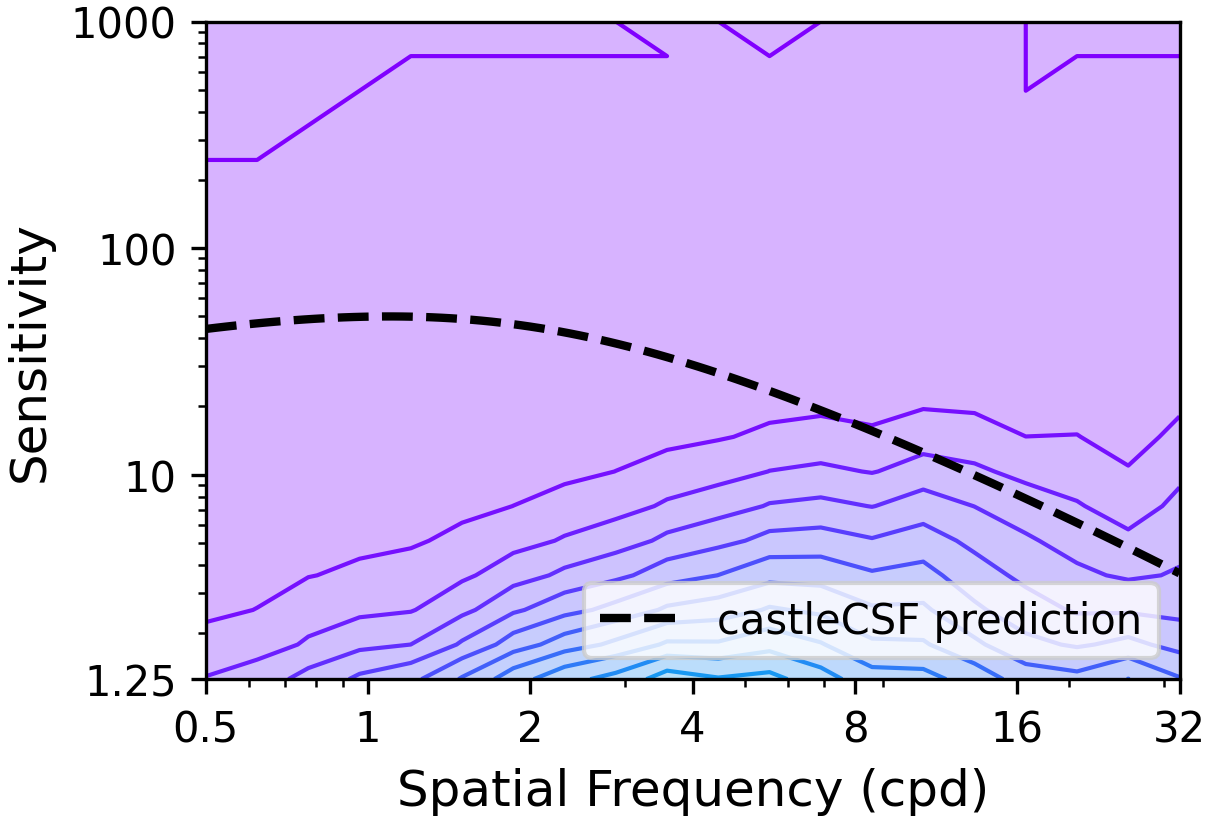 1000
100
10
1.25
Sensitivity
castleCSF prediction
0.5 1 2 4 8 16 32
Spatial Frequency (cpd)